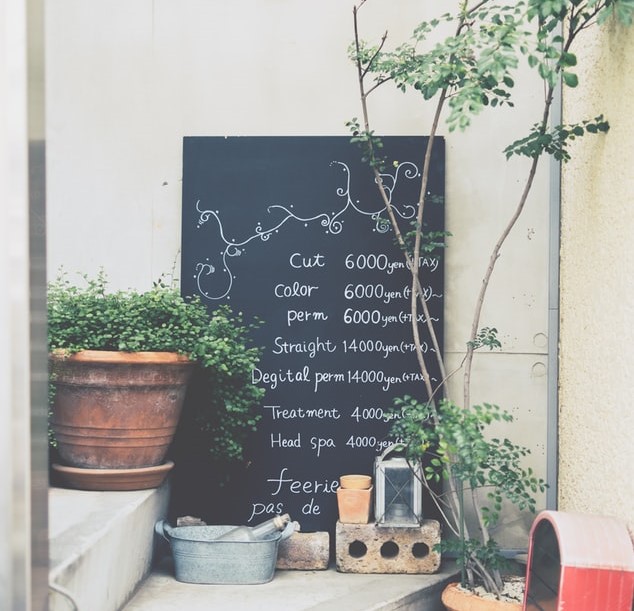 Cut 6000yen(+TAX)
Color 6000yen(+TAX)~
perm 6000yen(+TAX)~
Straight 14000yen(+TAX)~
Degital perm 14000yen(+TAX)~
Treatment 4000yen
Head spa 4000yen
feerie
pas de